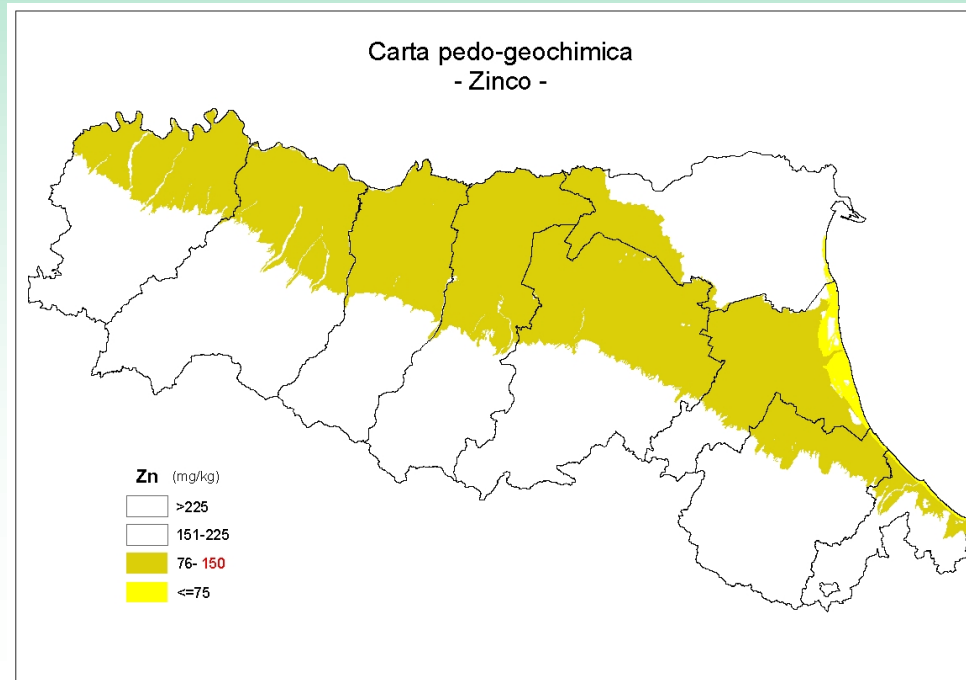 Carta pedo-geochimica
- Zinco -
Zn (mg/kg)
>225
151-225
76- 150
<=75